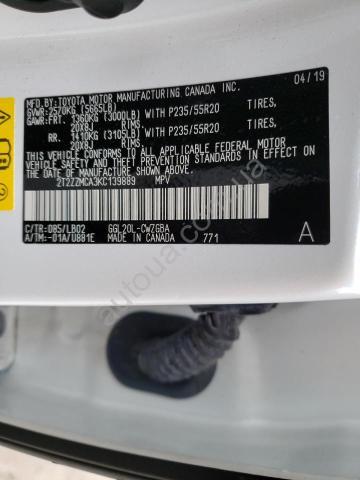 MFD. BY: TOYOTA MOTOR MANUFACTURING CANADA INC. 04/19
GVWR: 2570KG (5665LB)
GAWR: FRT. 1360KG (3000LB) WITH P235/55R20 TIRES,
20X8J RIMS,
RR. 1410KG (3105LB) WITH P235/55R20 TIRES,
20X8J RIMS,
THIS VEHICLE CONFORMS TO ALL APPLICABLE FEDERAL MOTOR
VEHICLE SAFETY, BUMPER, AND THEFT PREVENTION STANDARDS
IN EFFECT ON THE DATE OF MANUFACTURE SHOWN ABOVE.
2T2ZZMCA3KC139889 MPV
C/TR: 085/LB02 GGL20L-CWZGBA
A/TM: -01A/U881E MADE IN CANADA 771 A